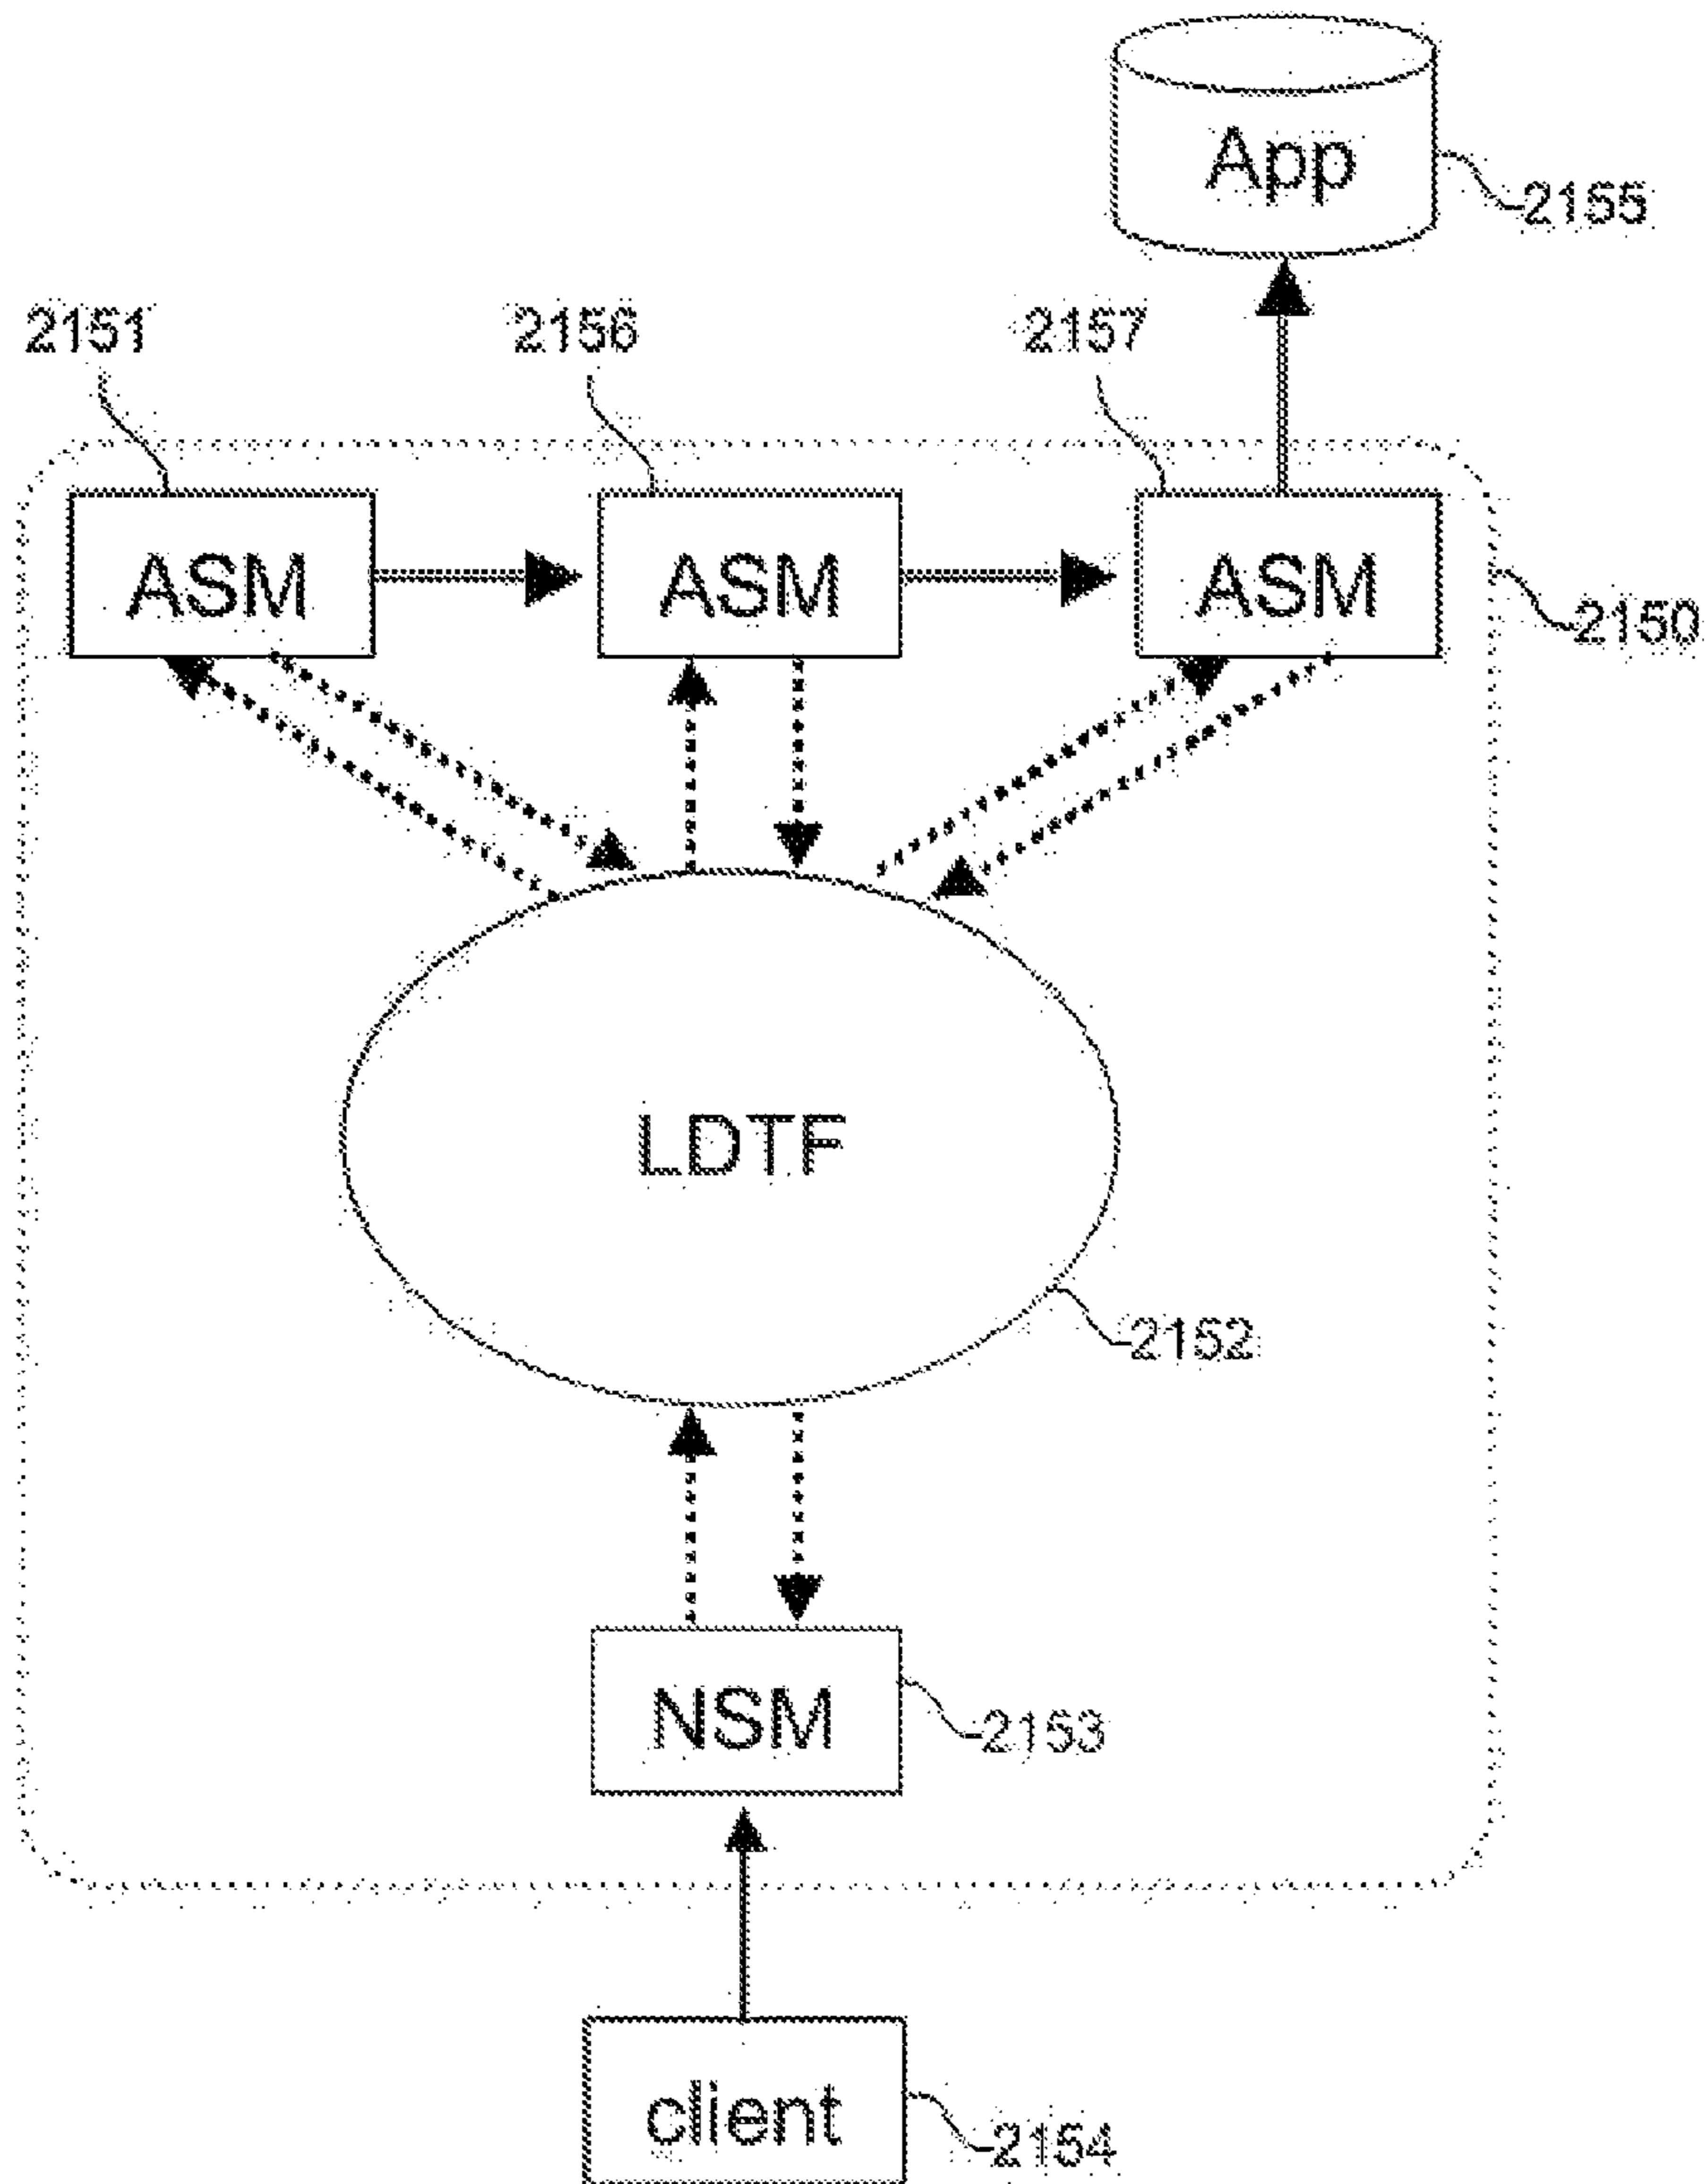 App
2155
2151
2156
2157
ASM
ASM
ASM
2150
LDTF
2152
NSM
2153
client
2154